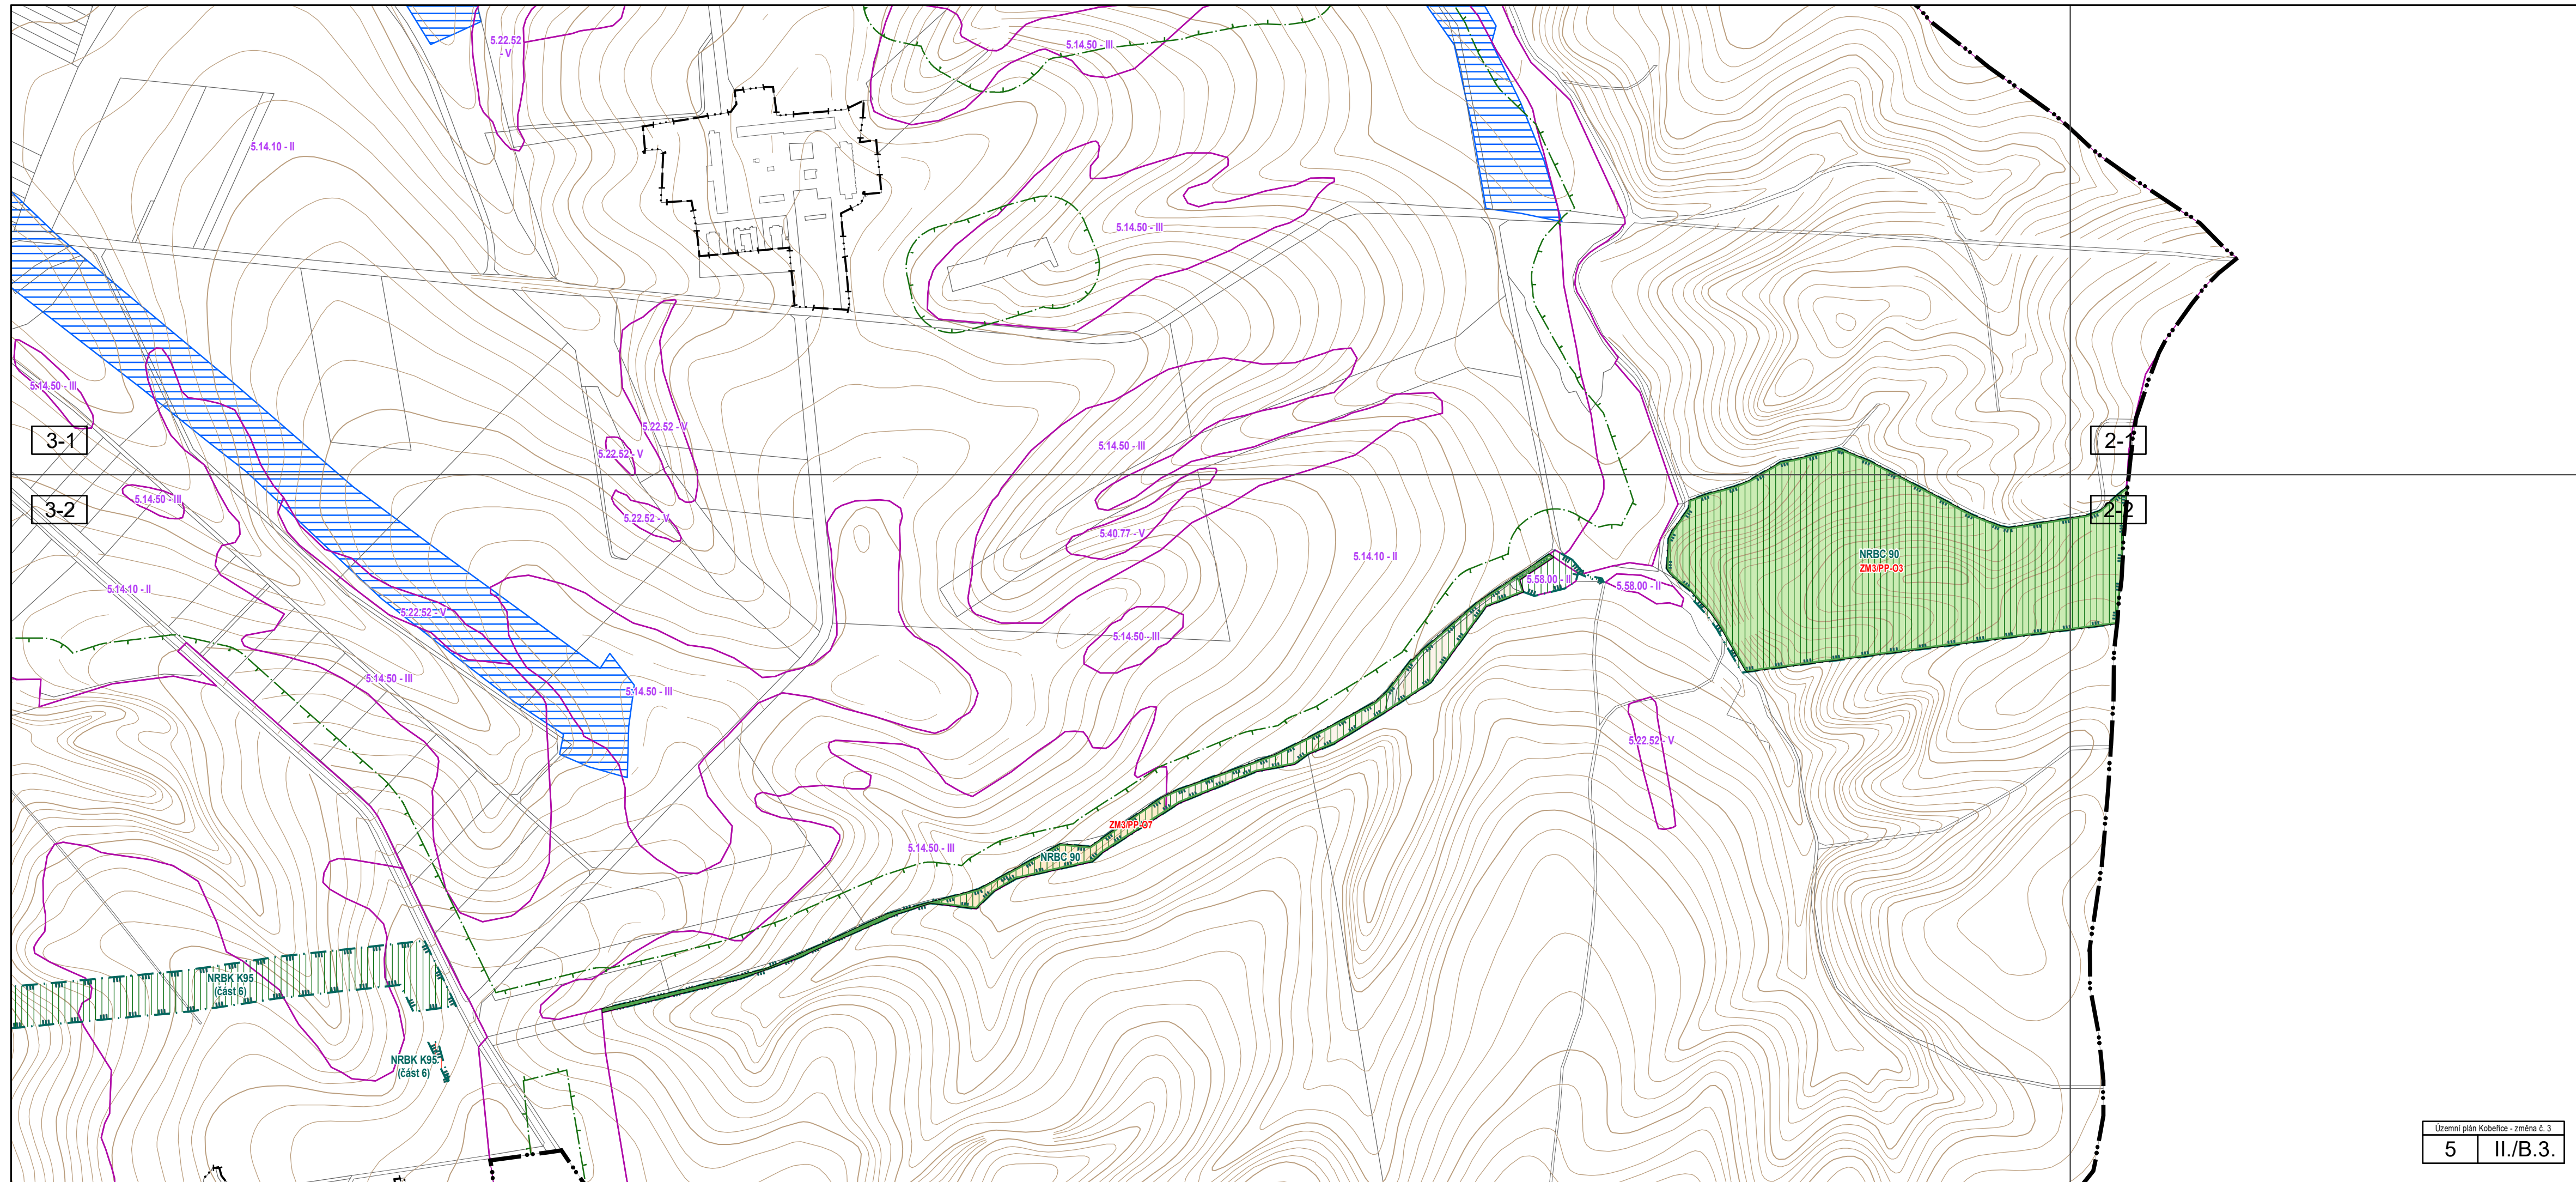 5.22.52
- V
5.14.50 - III
5.14.10 - II
5.14.50 - III
5.14.50 - III
5.22.52 - V
3-1
2-1
5.14.50 - III
5.22.52 - V
5.14.50 - III
3-2
2-2
5.22.52 - V
5.40.77 - V
5.14.10 - II
NRBC 90
ZM3/PP-O3
5.14.10 - II
5.58.00 - II
5.58.00 - II
5.22.52 - V
5.14.50 - III
5.14.50 - III
5.14.50 - III
5.22.52 - V
ZM3/PP-O7
5.14.50 - III
NRBC 90
NRBK K95
(část 6)
NRBK K95
(část 6)
Územní plán Kobeřice - změna č. 3
5 II./B.3.